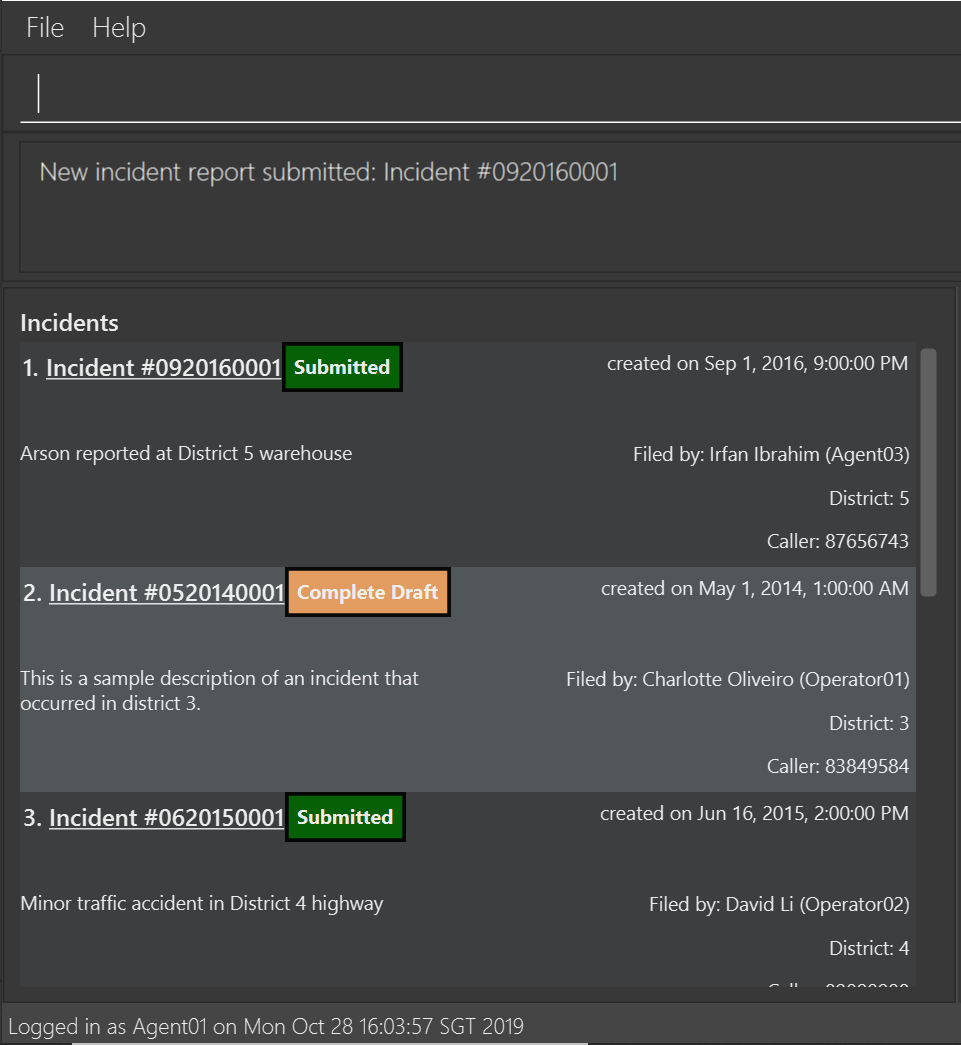 File Help
New incident report submitted: Incident #0920160001
Incidents
1. Incident #0920160001 Submitted created on Sep 1, 2016, 9:00:00 PM
Arson reported at District 5 warehouse Filed by: Irfan Ibrahim (Agent03)
District: 5
Caller: 87656743
2. Incident #0520140001 Complete Draft created on May 1, 2014, 1:00:00 AM
This is a sample description of an incident that Filed by: Charlotte Oliveiro (Operator01)
occurred in district 3.
District: 3
Caller: 83849584
3. Incident #0620150001 Submitted created on Jun 16, 2015, 2:00:00 PM
Minor traffic accident in District 4 highway Filed by: David Li (Operator02)
District: 4
Logged in as Agent01 on Mon Oct 28 16:03:57 SGT 2019